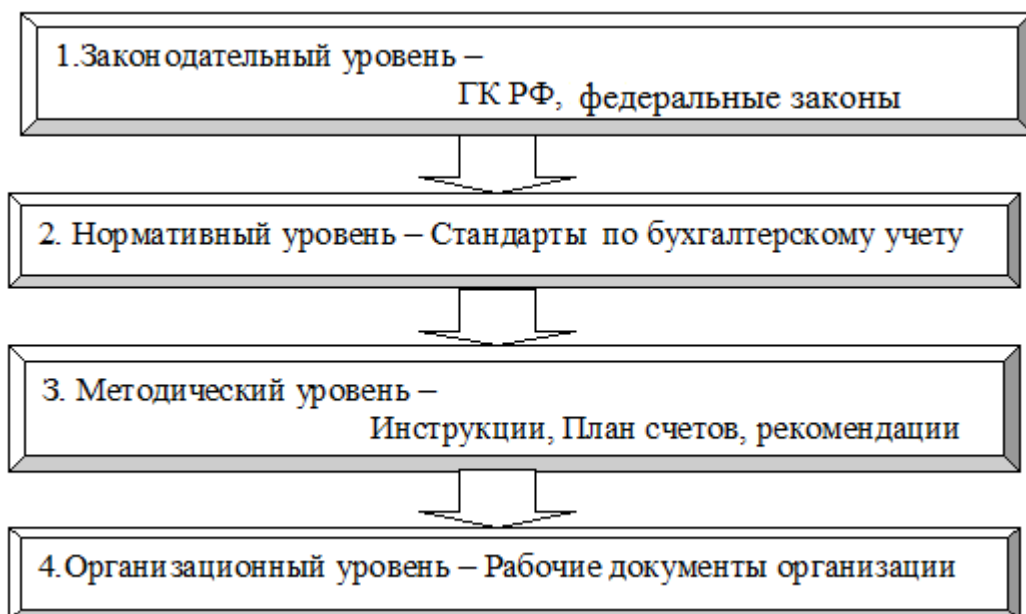 1.Законодательный уровень –
ГК РФ, федеральные законы
2. Нормативный уровень – Стандарты по бухгалтерскому учету
3. Методический уровень –
Инструкции, План счетов, рекомендации
4.Организационный уровень – Рабочие документы организации